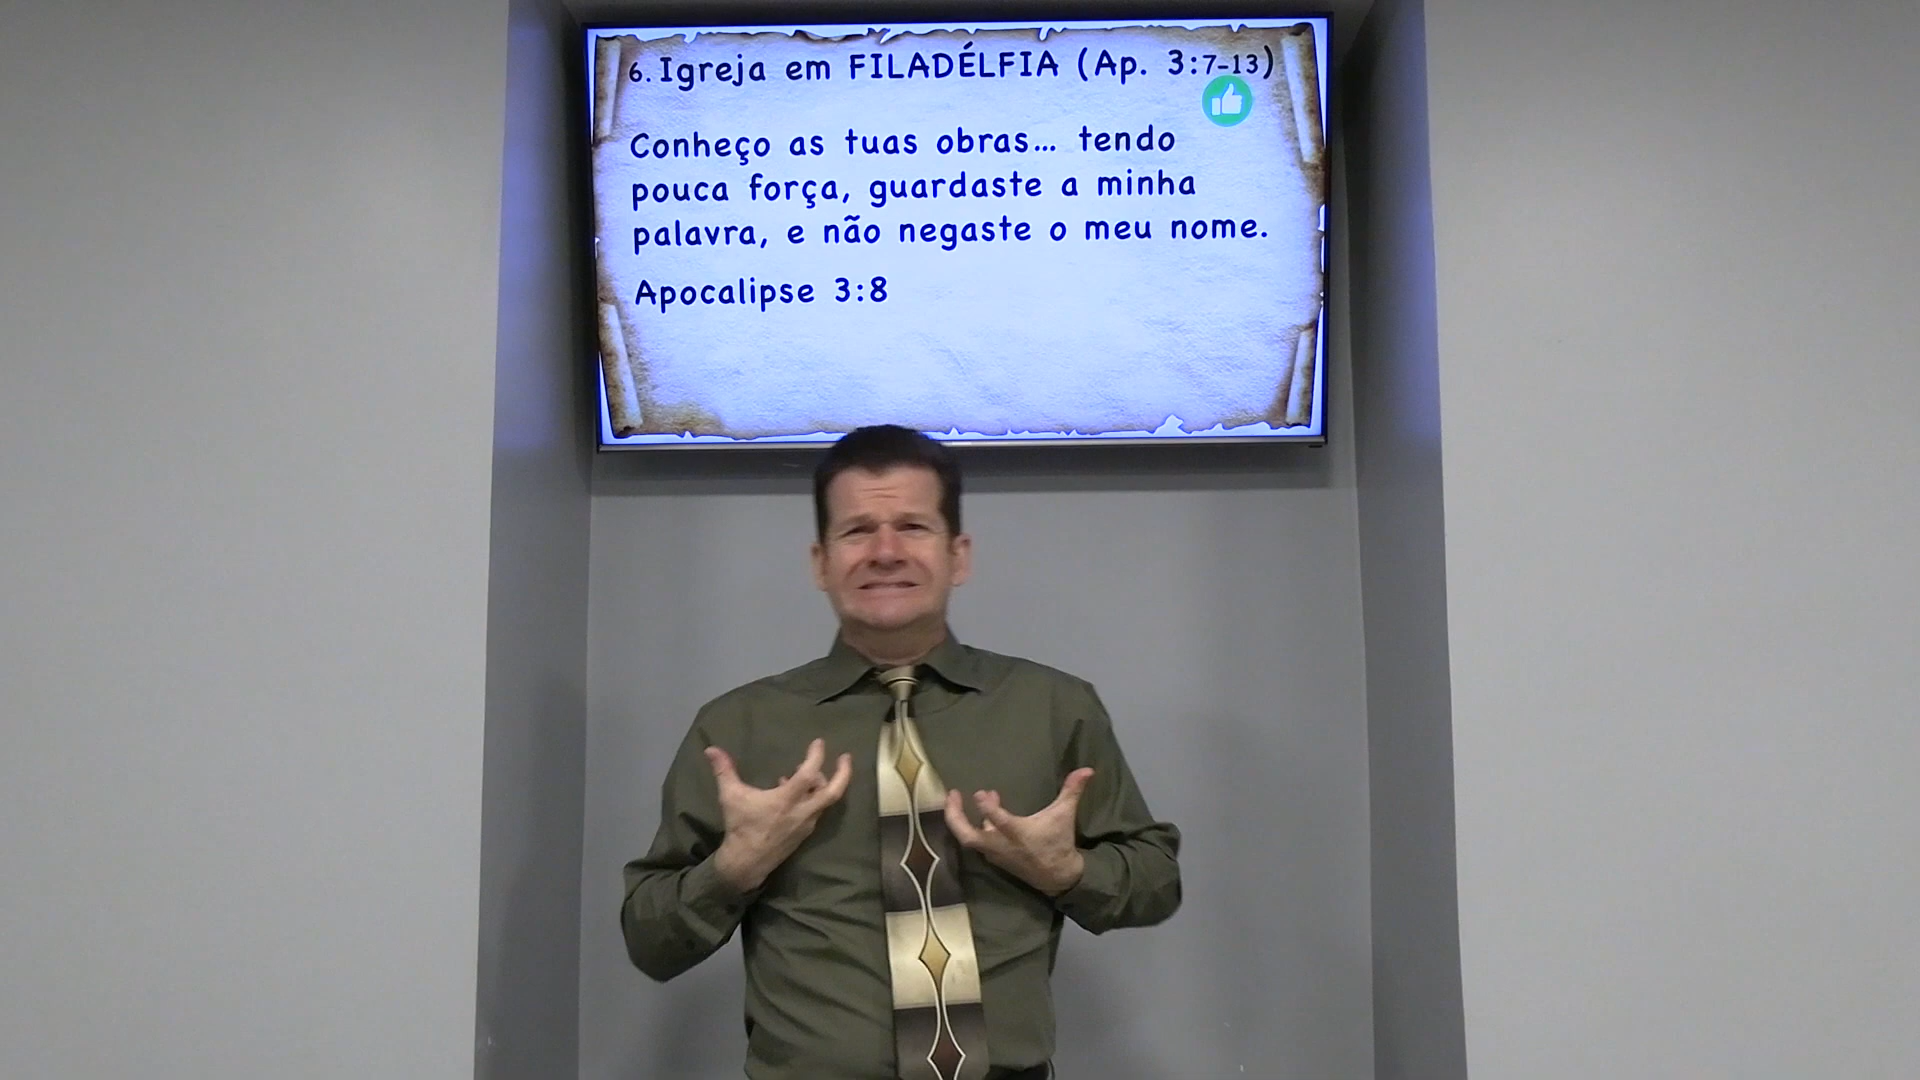 6. Igreja em FILADÉLFIA (Ap. 3:7-13)
Conheço as tuas obras... tendo
pouca força, guardaste a minha
palavra, e não negaste o meu nome.
Apocalipse 3:8